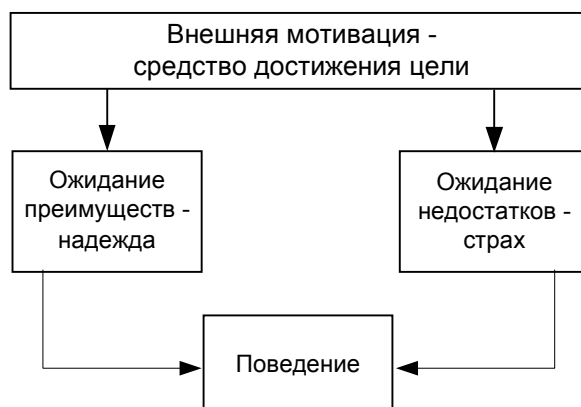 Внешняя мотивация -
средство достижения цели
Ожидание
преимуществ -
надежда
Ожидание
недостатков -
страх
Поведение